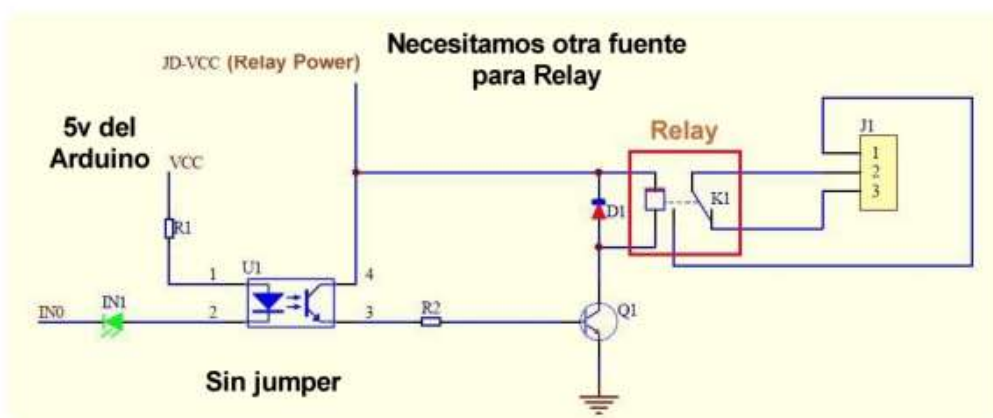 Necesitamos otra fuente
para Relay
JD-VCC (Relay Power)
5v del
Arduino
VCC
R1
Relay
J1
1
2
3
K1
D1
U1
1
4
IN0
IN1
2
3
R2
Q1
Sin jumper